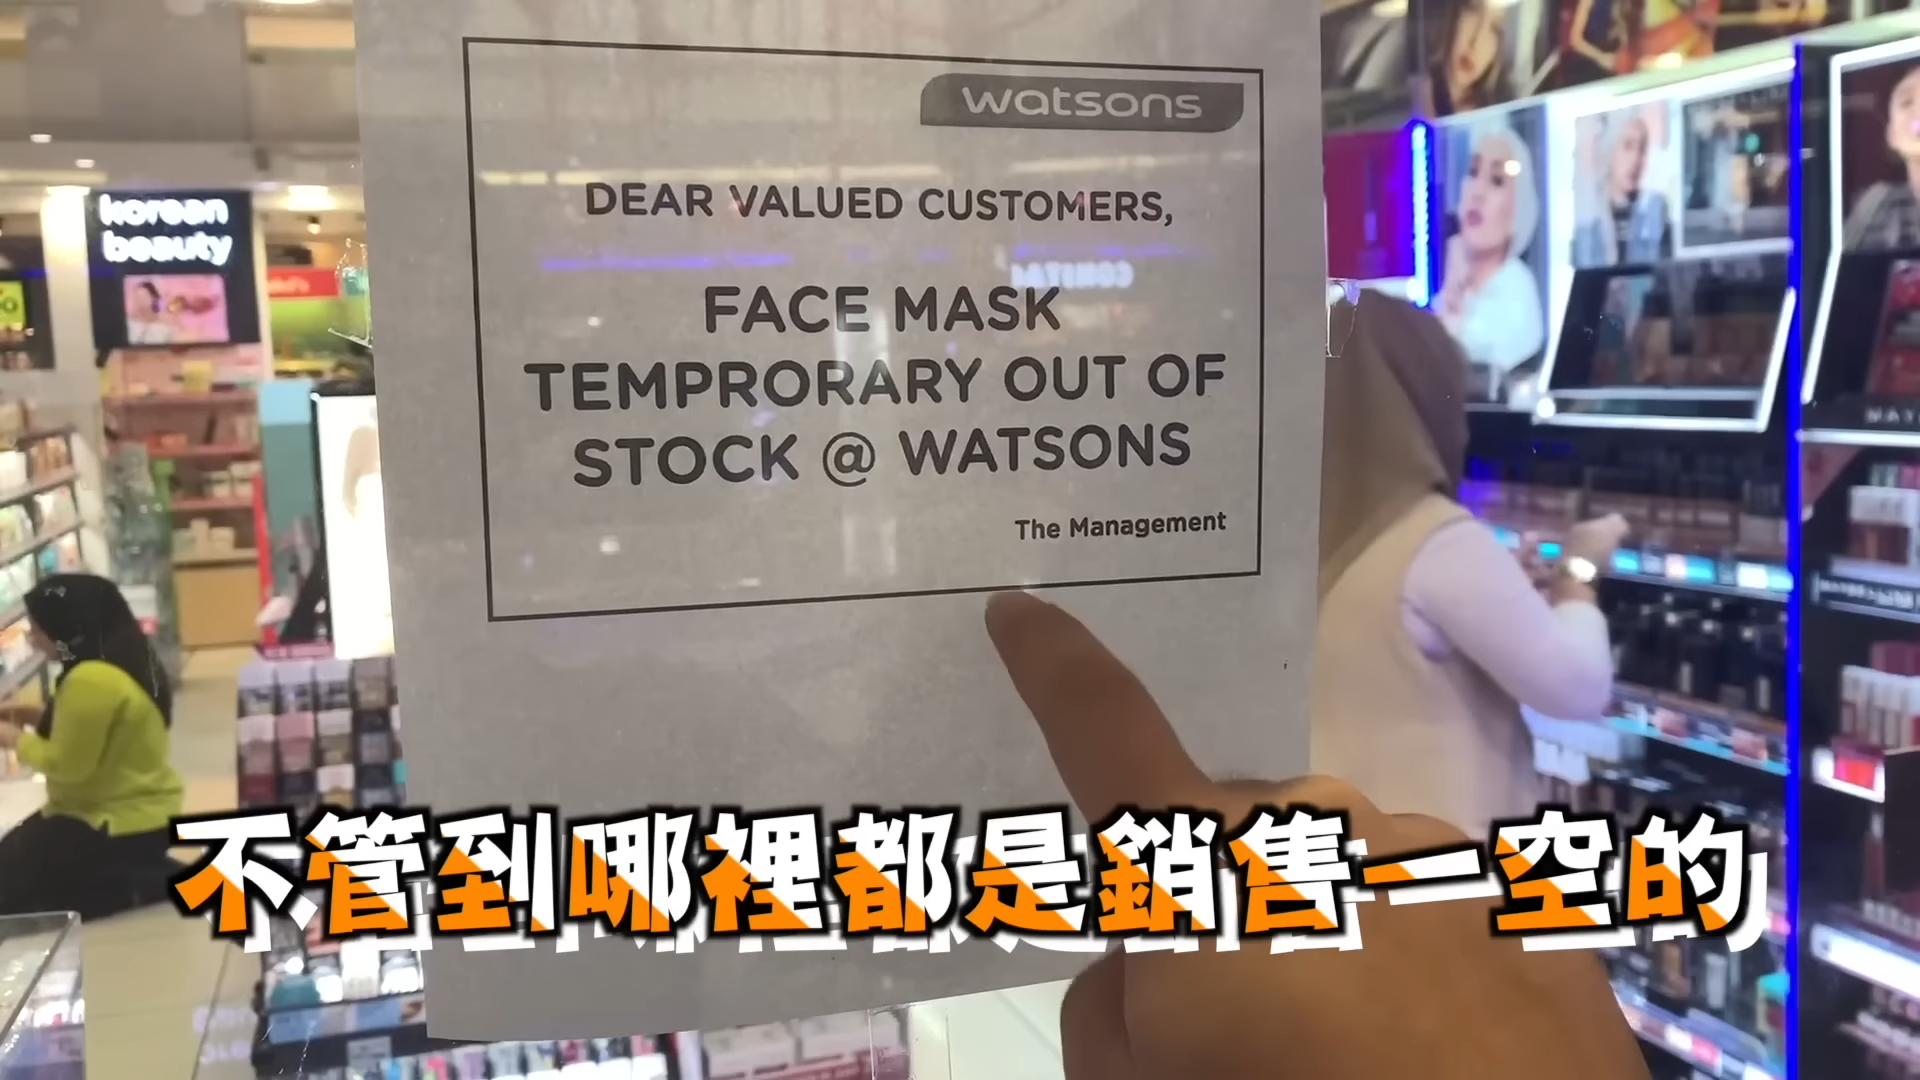 watsons
DEAR VALUED CUSTOMERS,
FACE MASK
TEMPRORARY OUT OF
STOCK @ WATSONS
The Management
korean
beauty
不管到哪裡都是銷售一空的